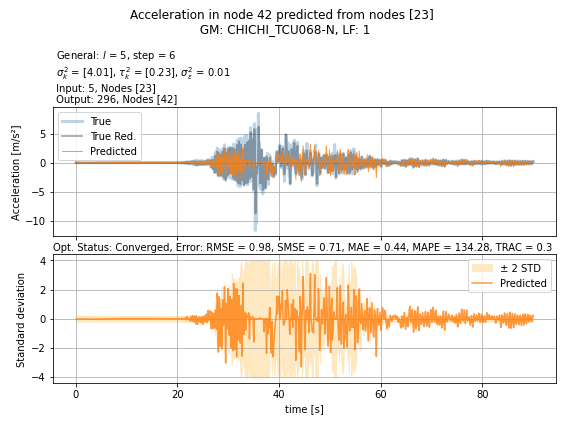 Acceleration in node 42 predicted from nodes [23]
GM: CHICHI_TCU068-N, LF: 1
General: l = 5, step = 6
σ²ₖ = [4.01], τ²ₖ = [0.23], σ²_ε = 0.01
Input: 5, Nodes [23]
Output: 296, Nodes [42]
Acceleration [m/s²]
5
0
−5
−10
True
True Red.
Predicted
Opt. Status: Converged, Error: RMSE = 0.98, SMSE = 0.71, MAE = 0.44, MAPE = 134.28, TRAC = 0.3
Standard deviation
4
2
0
−2
−4
± 2 STD
Predicted
0 20 40 60 80
time [s]